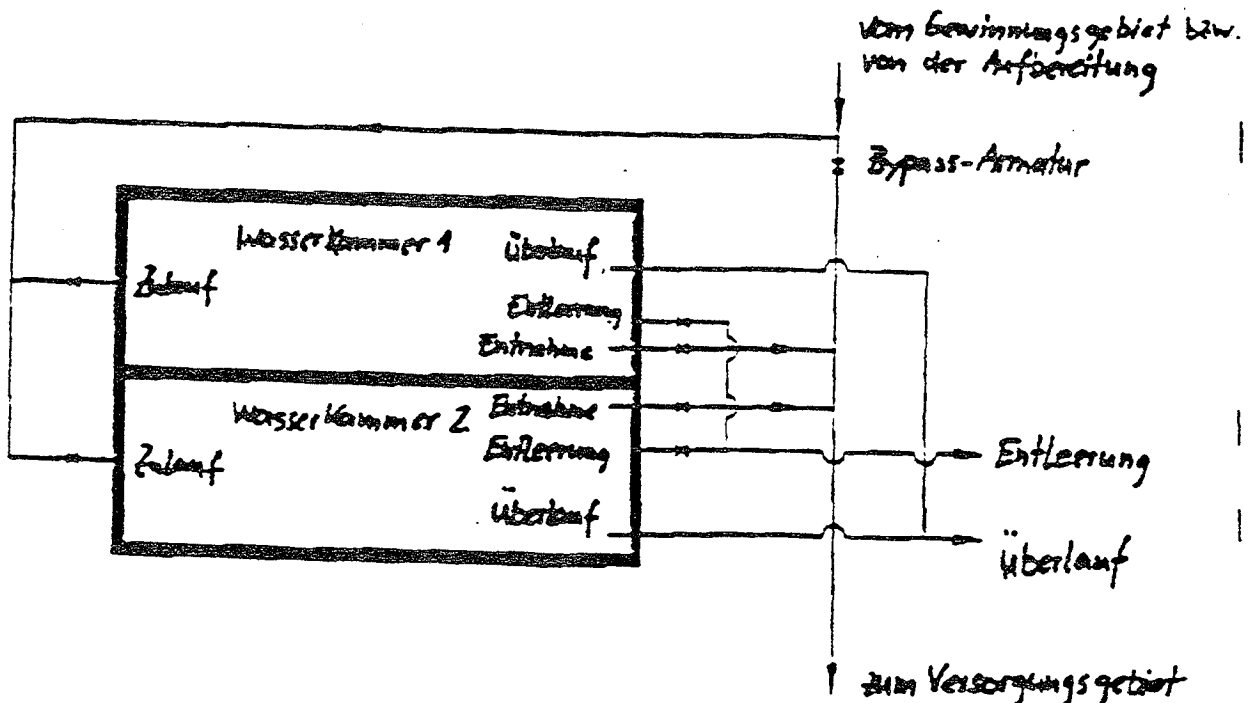 vom Gewinnungsgebiet bzw.
von der Aufbereitung
Bypass-Armatur
Wasserkammer 1
Überlauf
Zulauf
Entleerung
Entnahme
Wasserkammer 2
Entnahme
Zulauf
Entleerung
Überlauf
Entleerung
Überlauf
zum Versorgungsgebiet